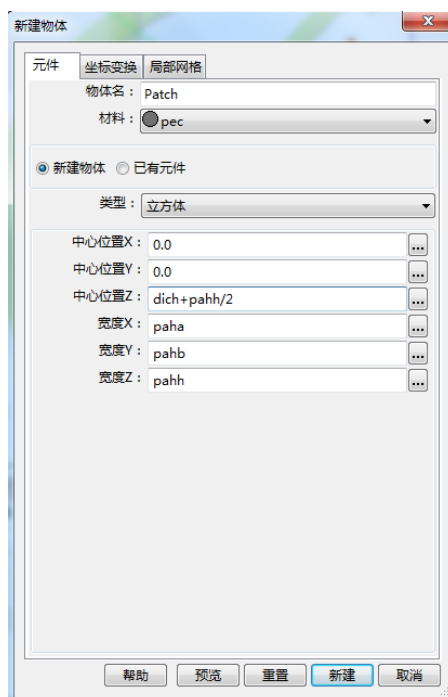 新建物体
元件 坐标变换 局部网格
物体名： Patch
材料： pec
新建物体 已有元件
类型： 立方体
中心位置X： 0.0 ...
中心位置Y： 0.0 ...
中心位置Z： dich+pahh/2 ...
宽度X： paha ...
宽度Y： pahb ...
宽度Z： pahh ...
帮助 预览 重置 新建 取消